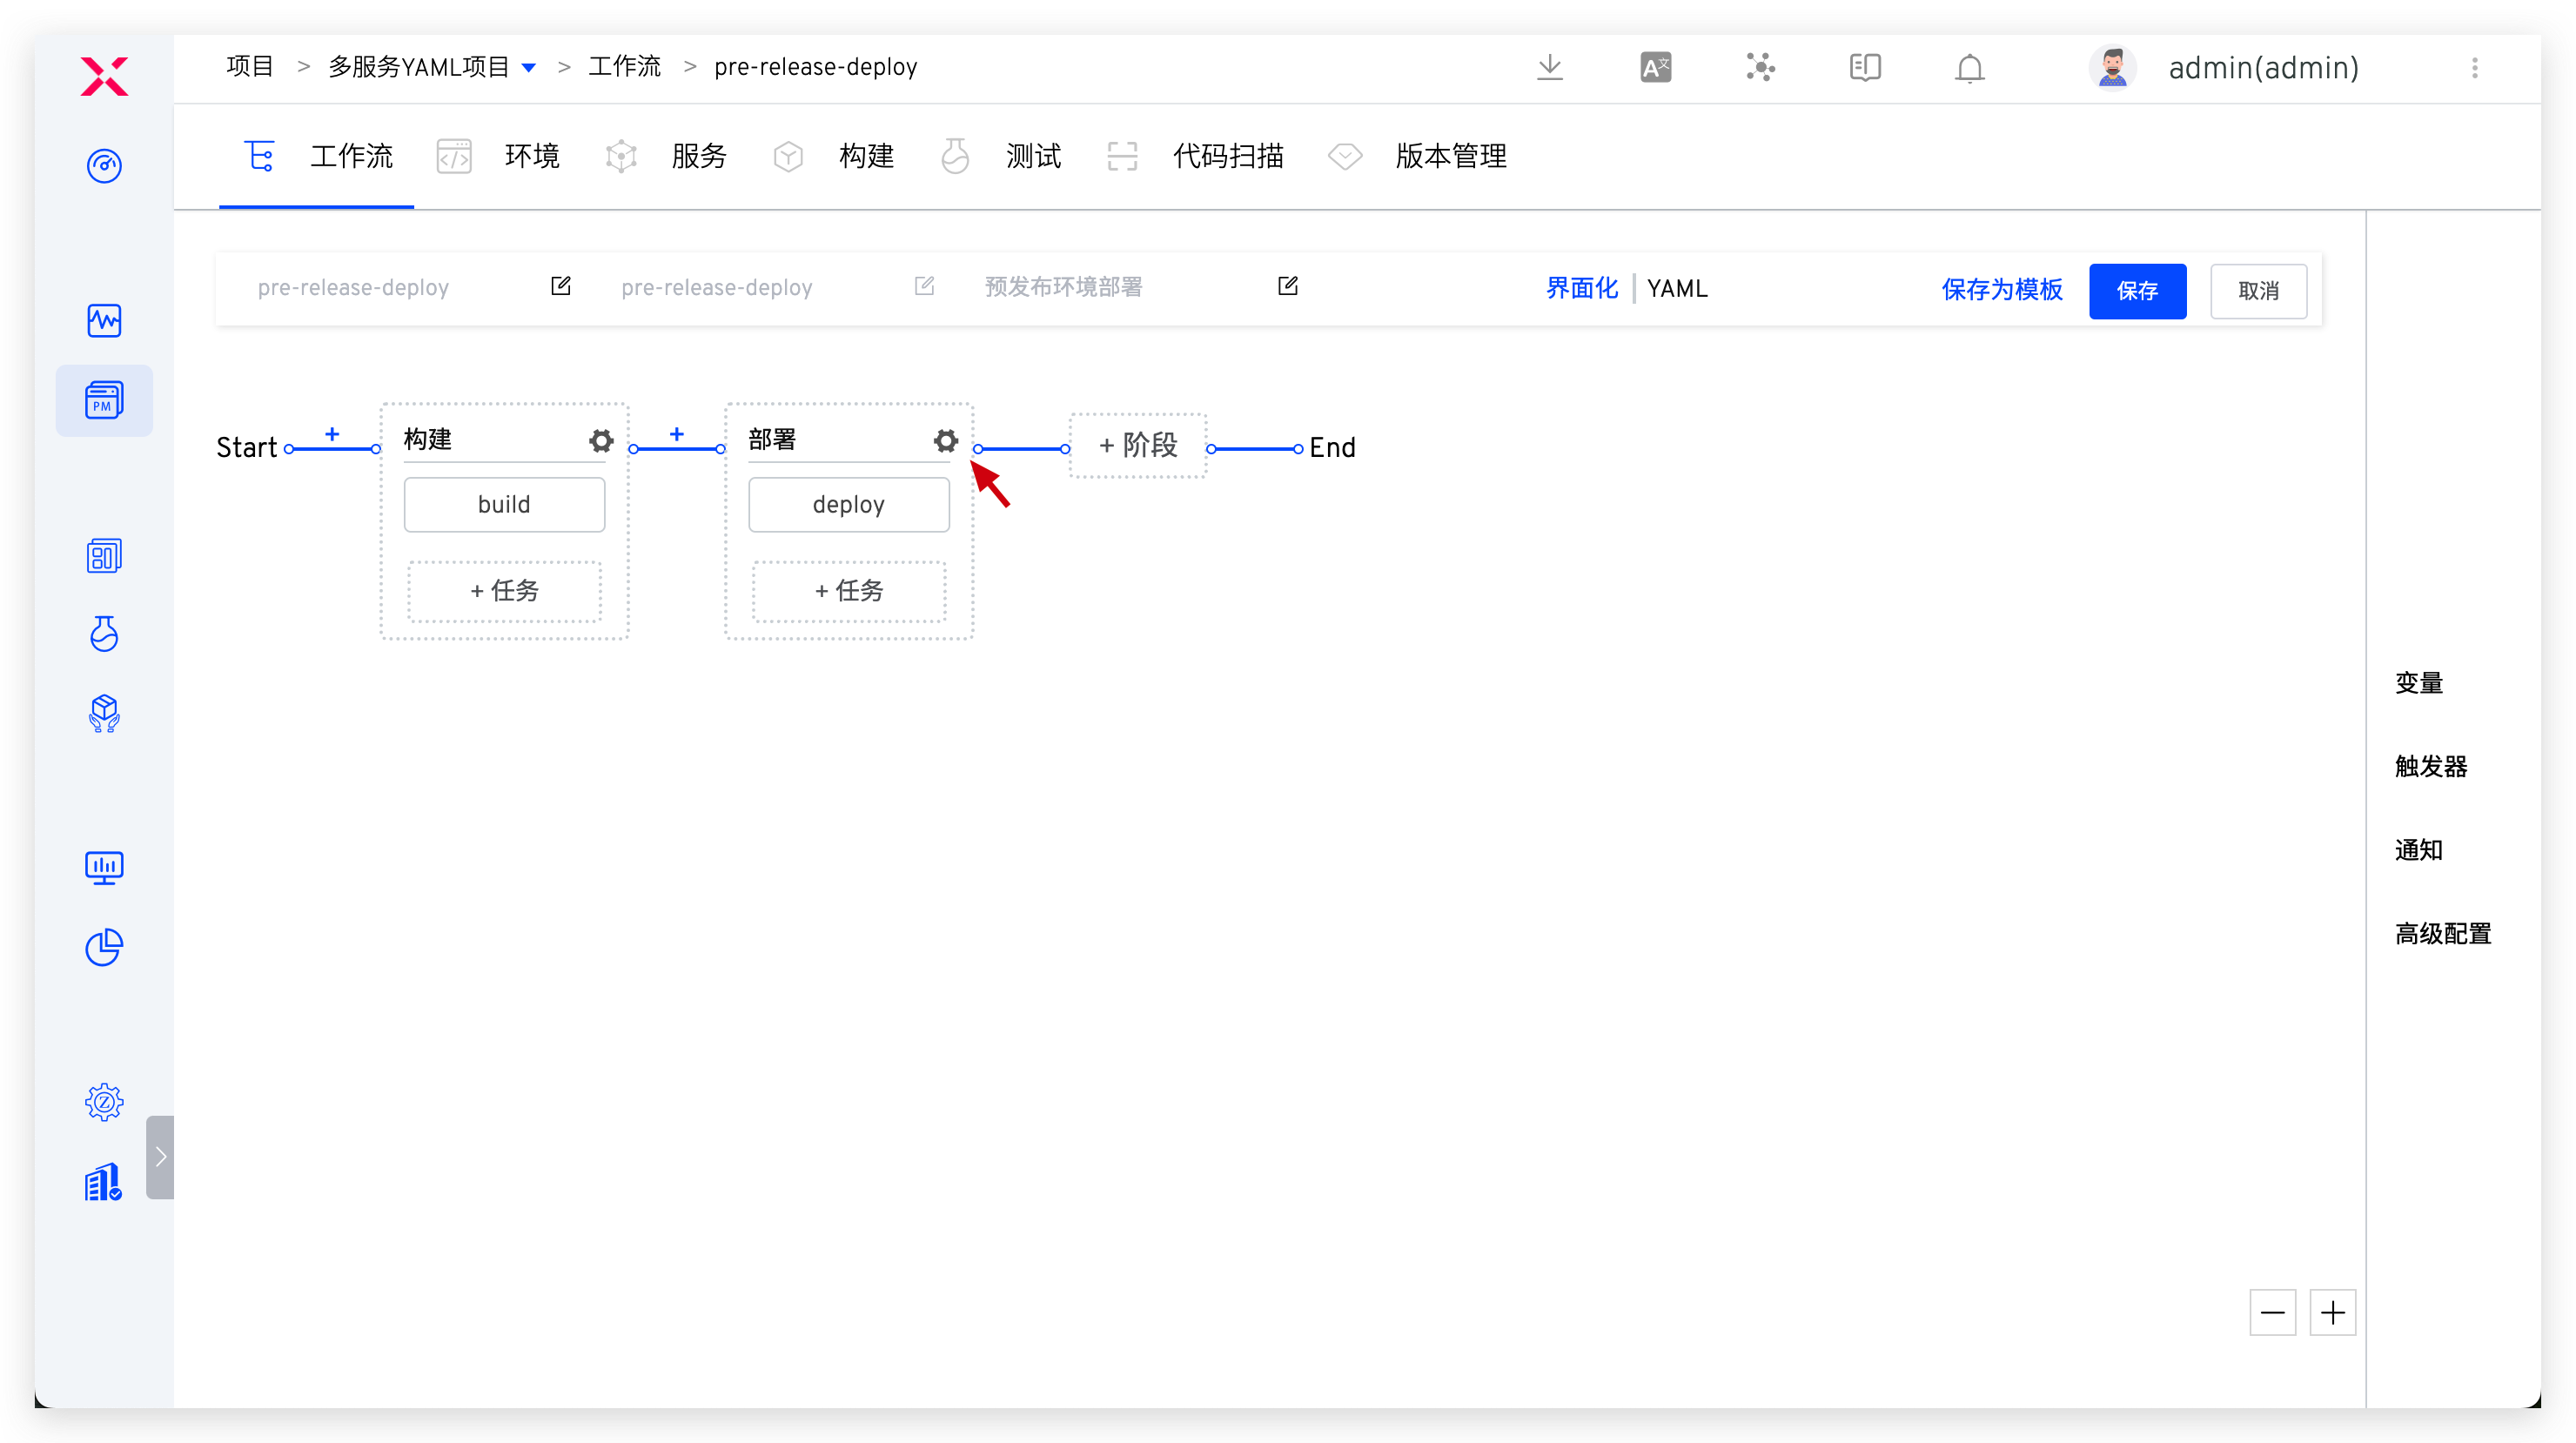 项目 > 多服务YAML项目 > 工作流 > pre-release-deploy
admin(admin)
工作流 环境 服务 构建 测试 代码扫描 版本管理
pre-release-deploy pre-release-deploy 预发布环境部署 界面化 YAML 保存为模板 保存 取消
PM
Start + 构建 + 部署 + 阶段 End
build deploy
+ 任务 + 任务
变量
触发器
通知
高级配置